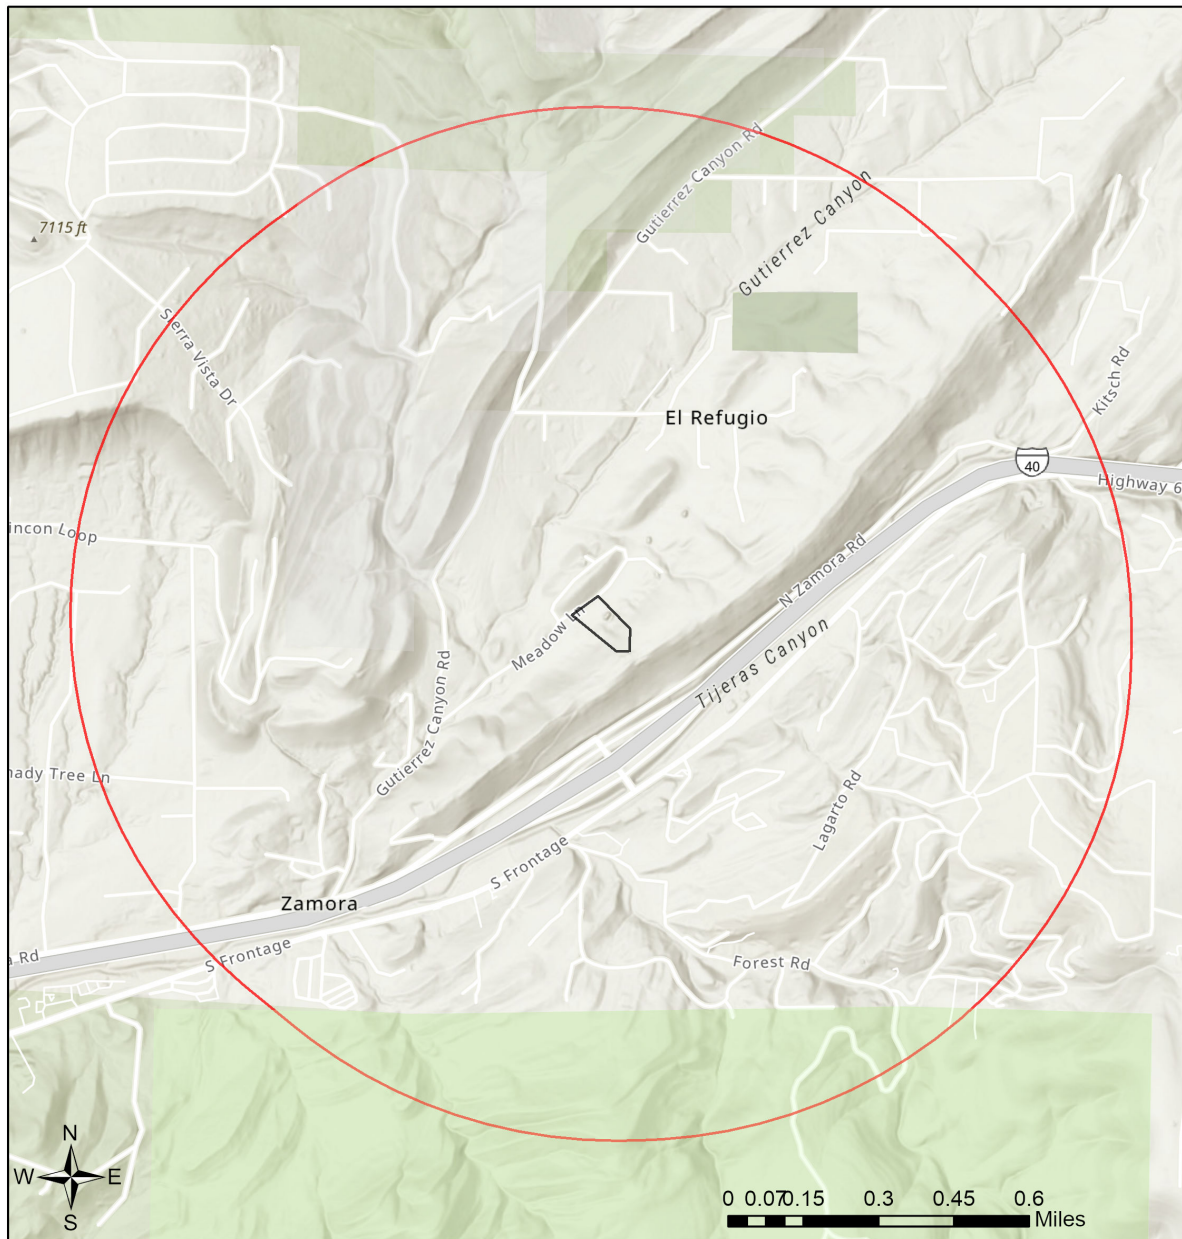 Gutierrez Canyon Rd
Gutierrez Canyon
7115 ft
Sierra Vista Dr
Kitsch Rd
El Refugio
40
Highway 6
incon Loop
N Zamora Rd
Meadow Ln
Tijeras Canyon
Gutierrez Canyon Rd
hady Tree Ln
Lagarto Rd
S Frontage
Zamora
a Rd
S Frontage
Forest Rd
N
W E
S
0 0.07 0.15 0.3 0.45 0.6
Miles